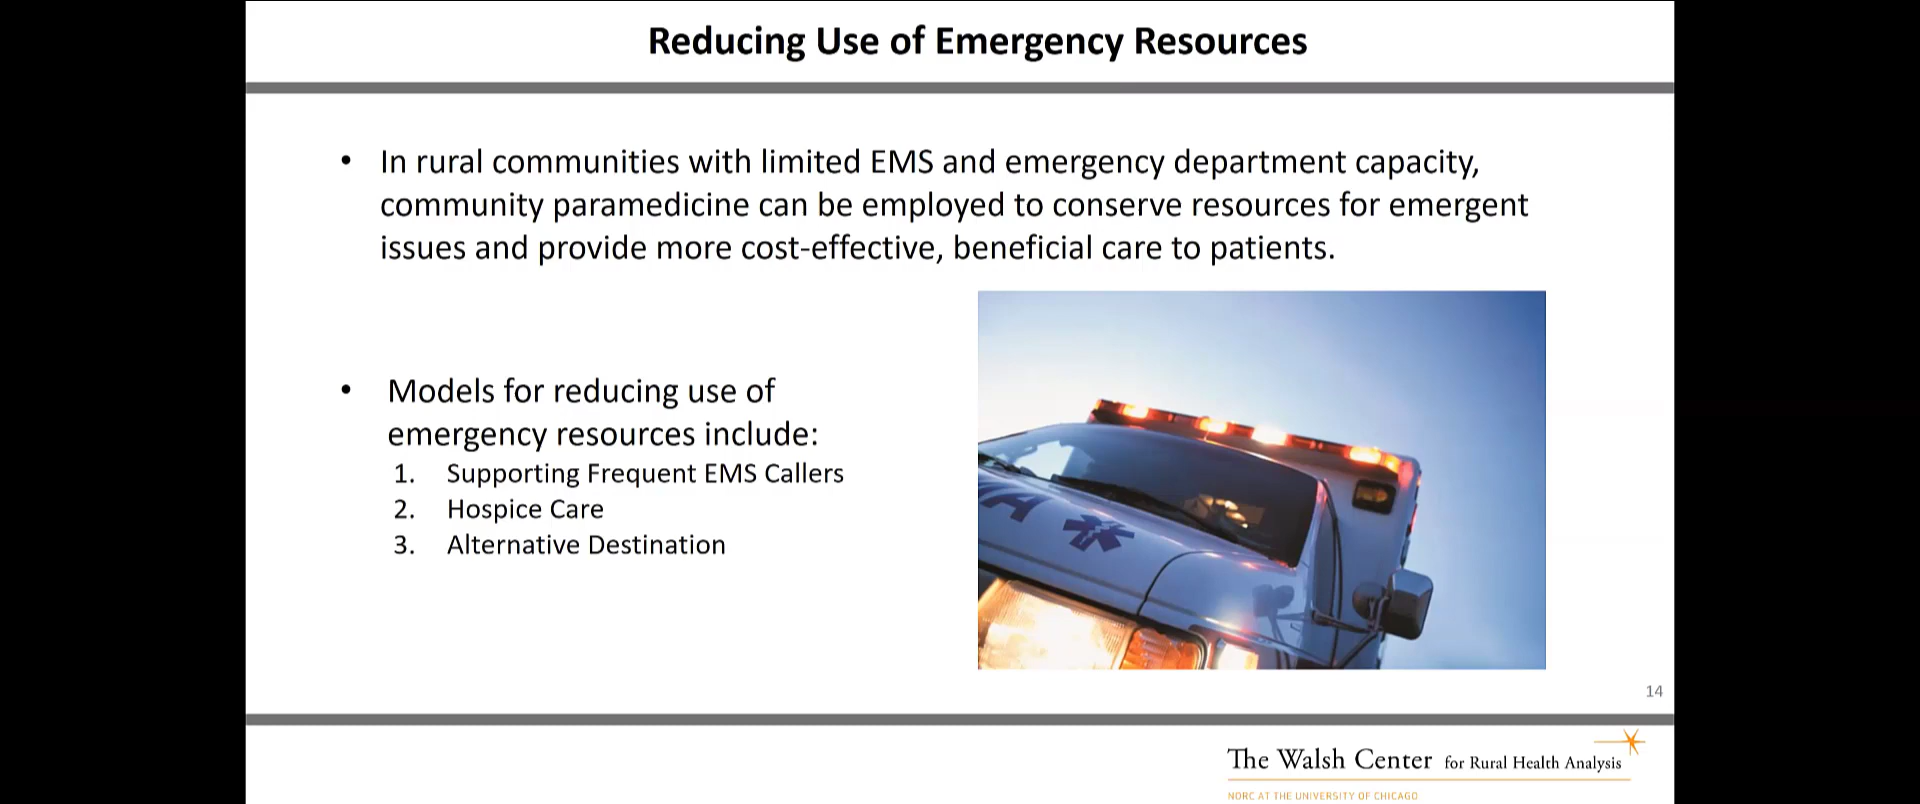 Reducing Use of Emergency Resources
• In rural communities with limited EMS and emergency department capacity,
community paramedicine can be employed to conserve resources for emergent
issues and provide more cost-effective, beneficial care to patients.
• Models for reducing use of
emergency resources include:
1. Supporting Frequent EMS Callers
2. Hospice Care
3. Alternative Destination
14
The Walsh Center for Rural Health Analysis
NORC AT THE UNIVERSITY OF CHICAGO